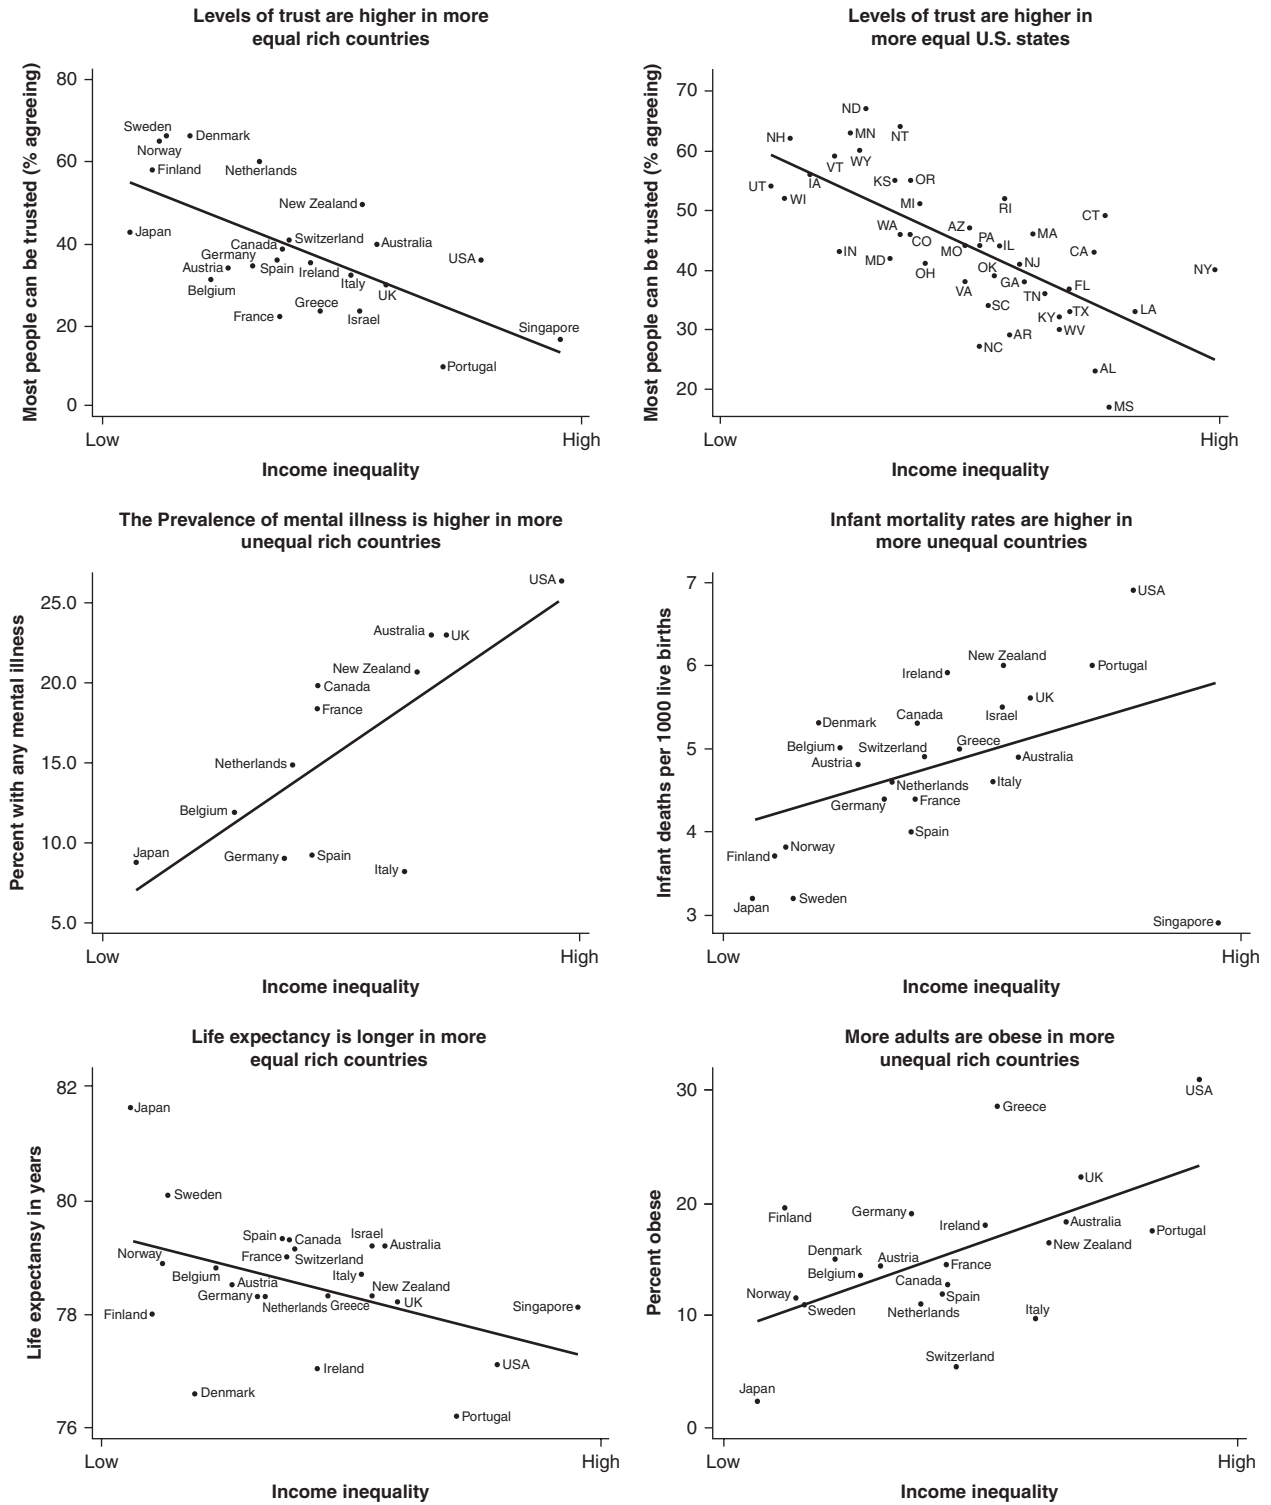 Levels of trust are higher in more
equal rich countries
Most people can be trusted (% agreeing)
80
60
40
20
0
Sweden
Denmark
Norway
Finland
Netherlands
New Zealand
Japan
Switzerland
Canada
Australia
Germany
USA
Austria
Spain
Ireland
Italy
Belgium
UK
Greece
France
Israel
Singapore
Portugal
Low
High
Income inequality
Levels of trust are higher in
more equal U.S. states
Most people can be trusted (% agreeing)
70
60
50
40
30
20
ND
NT
MN
NH
WY
VT
IA
KS
OR
UT
WI
MI
RI
CT
WA
CO
AZ
MA
PA
IL
MO
IN
MD
CA
OH
NJ
NY
OK
VA
GA
FL
TN
SC
TX
LA
KY
WV
AR
NC
AL
MS
Low
High
Income inequality
The Prevalence of mental illness is higher in more
unequal rich countries
Percent with any mental illness
25.0
20.0
15.0
10.0
5.0
USA
Australia
UK
New Zealand
Canada
France
Netherlands
Belgium
Japan
Germany
Spain
Italy
Low
High
Income inequality
Infant mortality rates are higher in
more unequal countries
Infant deaths per 1000 live births
7
6
5
4
3
USA
New Zealand
Portugal
Ireland
UK
Israel
Denmark
Canada
Belgium
Switzerland
Greece
Austria
Australia
Netherlands
Italy
Germany
France
Spain
Norway
Finland
Japan
Sweden
Singapore
Low
High
Income inequality
Life expectancy is longer in more
equal rich countries
Life expectansy in years
82
80
78
76
Japan
Sweden
Spain
Canada
Israel
Australia
Norway
France
Switzerland
Belgium
Italy
Austria
New Zealand
Germany
Netherlands
Greece
UK
Finland
Singapore
Ireland
USA
Denmark
Portugal
Low
High
Income inequality
More adults are obese in more
unequal rich countries
Percent obese
30
20
10
0
USA
Greece
UK
Finland
Germany
Ireland
Australia
Portugal
New Zealand
Denmark
Austria
Belgium
France
Canada
Norway
Spain
Sweden
Netherlands
Italy
Switzerland
Japan
Low
High
Income inequality